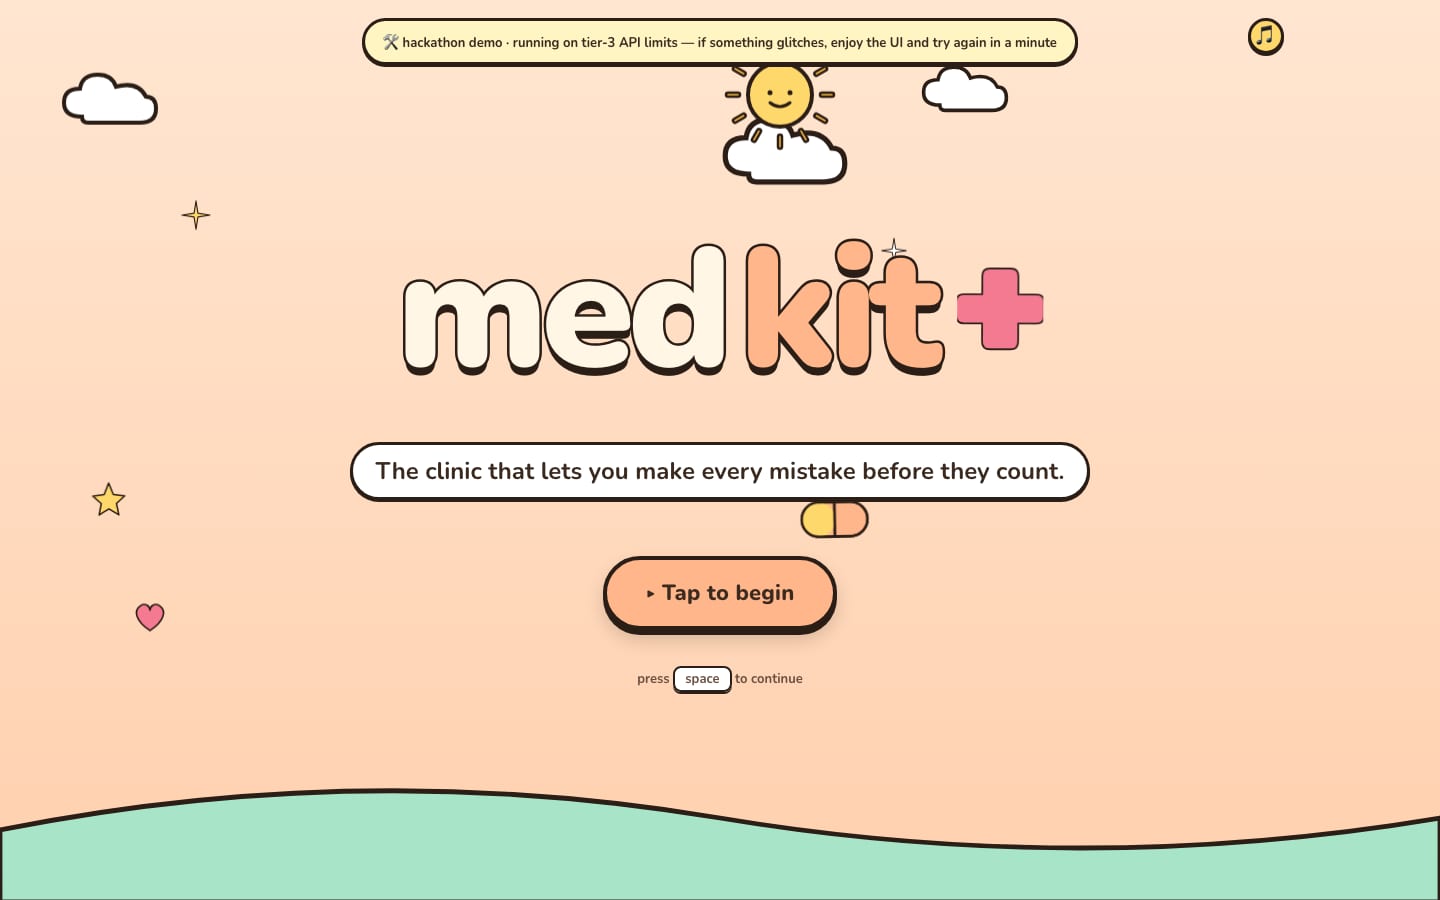 🛠 hackathon demo · running on tier-3 API limits — if something glitches, enjoy the UI and try again in a minute
medkit
The clinic that lets you make every mistake before they count.
▸ Tap to begin
press space to continue